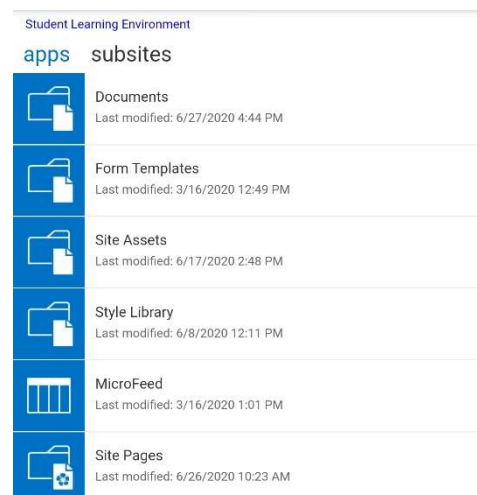 Student Learning Environment
apps subsites
Documents
Last modified: 6/27/2020 4:44 PM
Form Templates
Last modified: 3/16/2020 12:49 PM
Site Assets
Last modified: 6/17/2020 2:48 PM
Style Library
Last modified: 6/8/2020 12:11 PM
MicroFeed
Last modified: 3/16/2020 1:01 PM
Site Pages
Last modified: 6/26/2020 10:23 AM